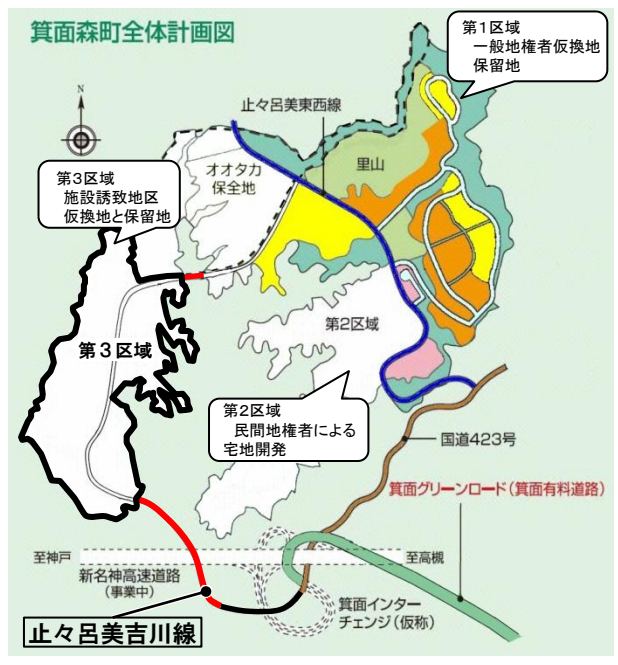 箕面森町全体計画図
第1区域
一般地権者仮換地
保留地
止々呂美東西線
N
里山
オオタカ
保全地
第3区域
施設誘致地区
仮換地と保留地
第2区域
第3区域
第2区域
民間地権者による
宅地開発
国道423号
箕面グリーンロード(箕面有料道路)
至神戸
至高槻
新名神高速道路
(事業中)
箕面インター
チェンジ(仮称)
止々呂美吉川線